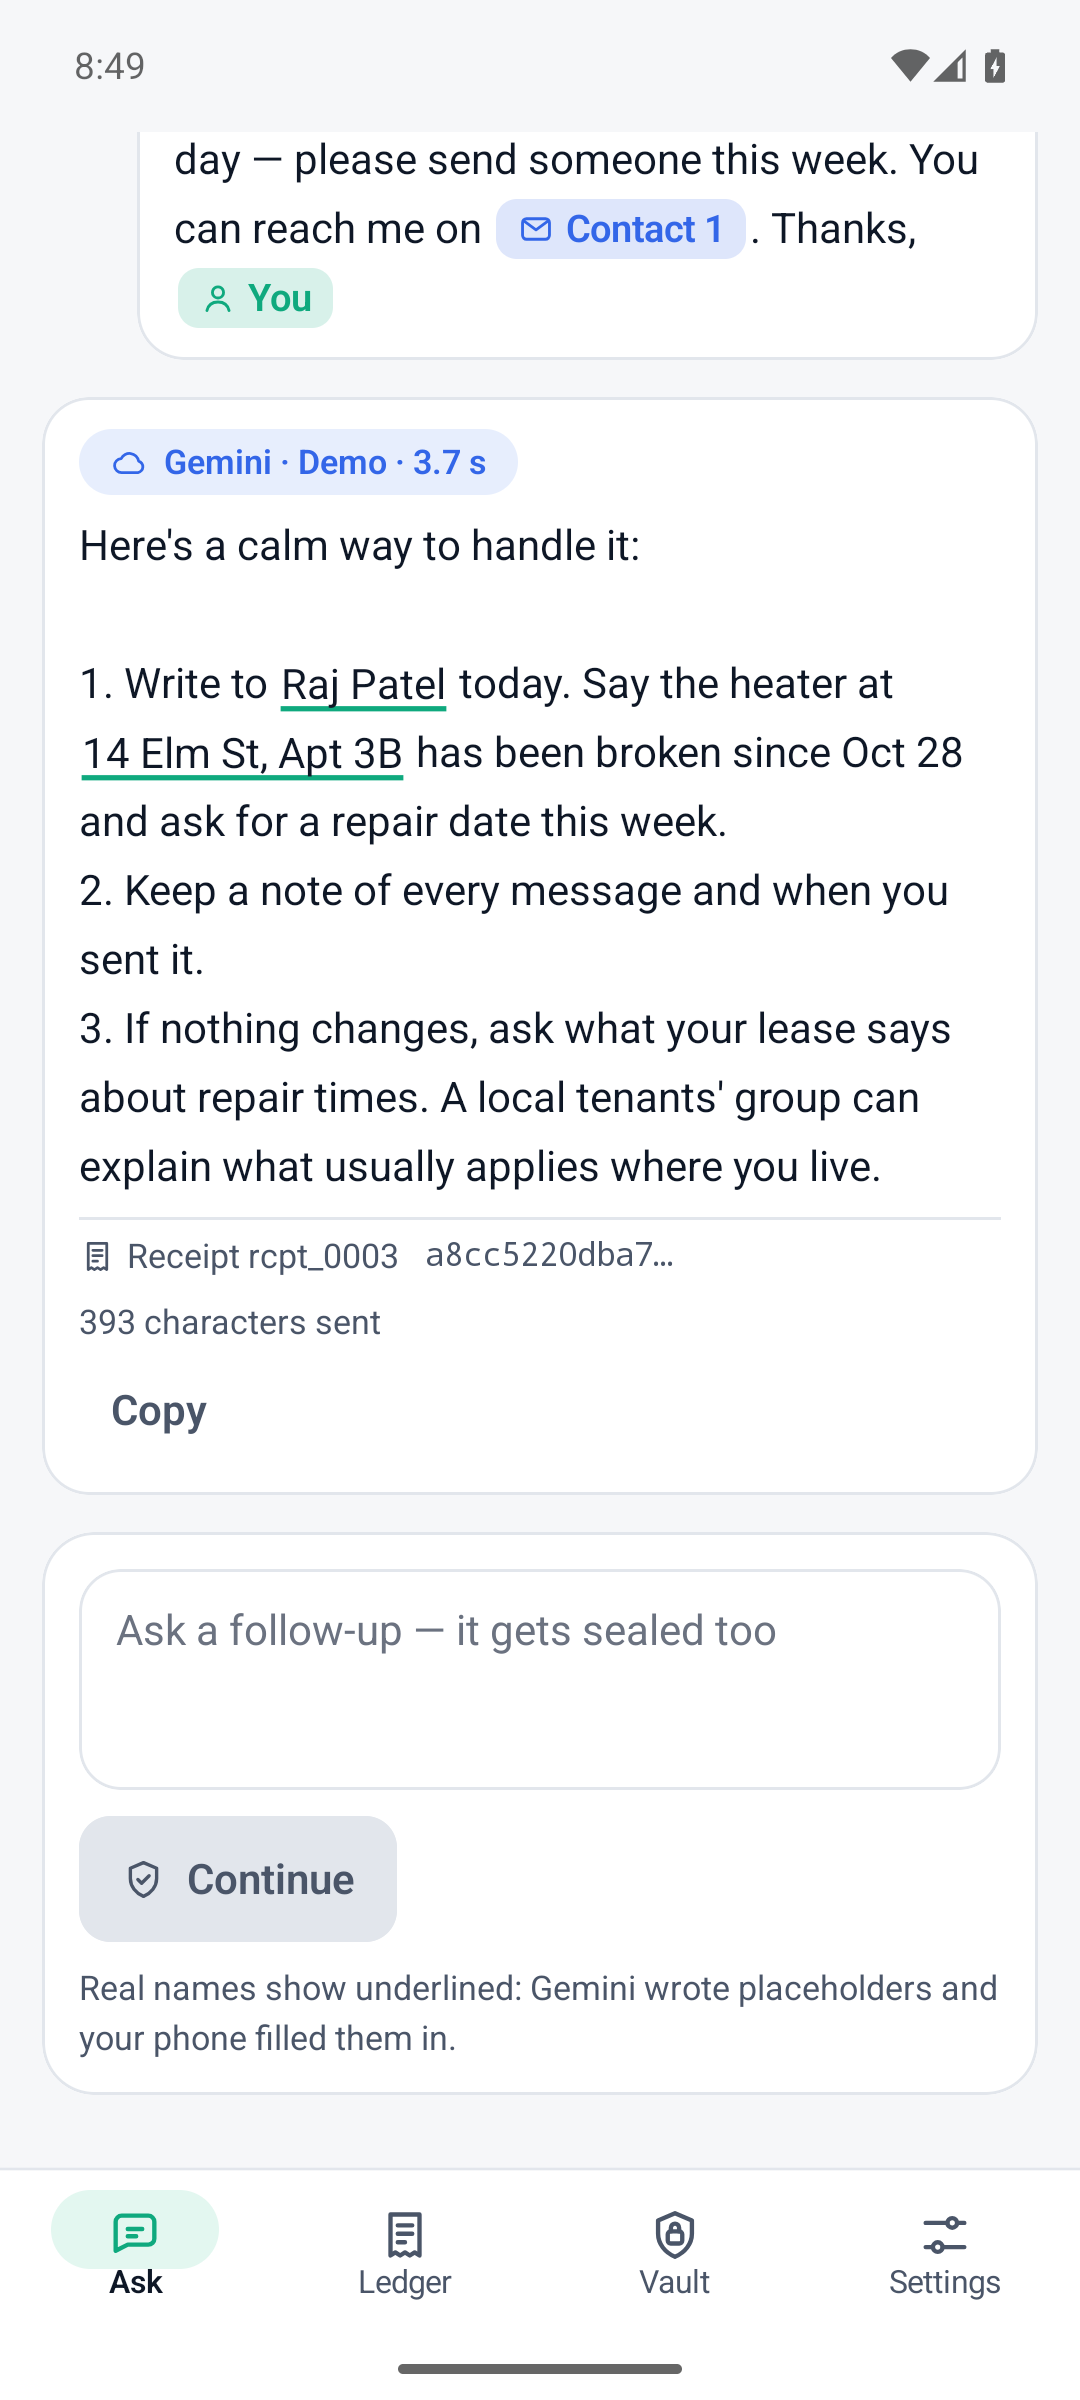 8:49
day — please send someone this week. You
can reach me on Contact 1. Thanks,
You
Gemini · Demo · 3.7 s
Here's a calm way to handle it:
1. Write to Raj Patel today. Say the heater at
14 Elm St, Apt 3B has been broken since Oct 28
and ask for a repair date this week.
2. Keep a note of every message and when you
sent it.
3. If nothing changes, ask what your lease says
about repair times. A local tenants' group can
explain what usually applies where you live.
Receipt rcpt_0003 a8cc5220dba7…
393 characters sent
Copy
Ask a follow-up — it gets sealed too
Continue
Real names show underlined: Gemini wrote placeholders and
your phone filled them in.
Ask Ledger Vault Settings